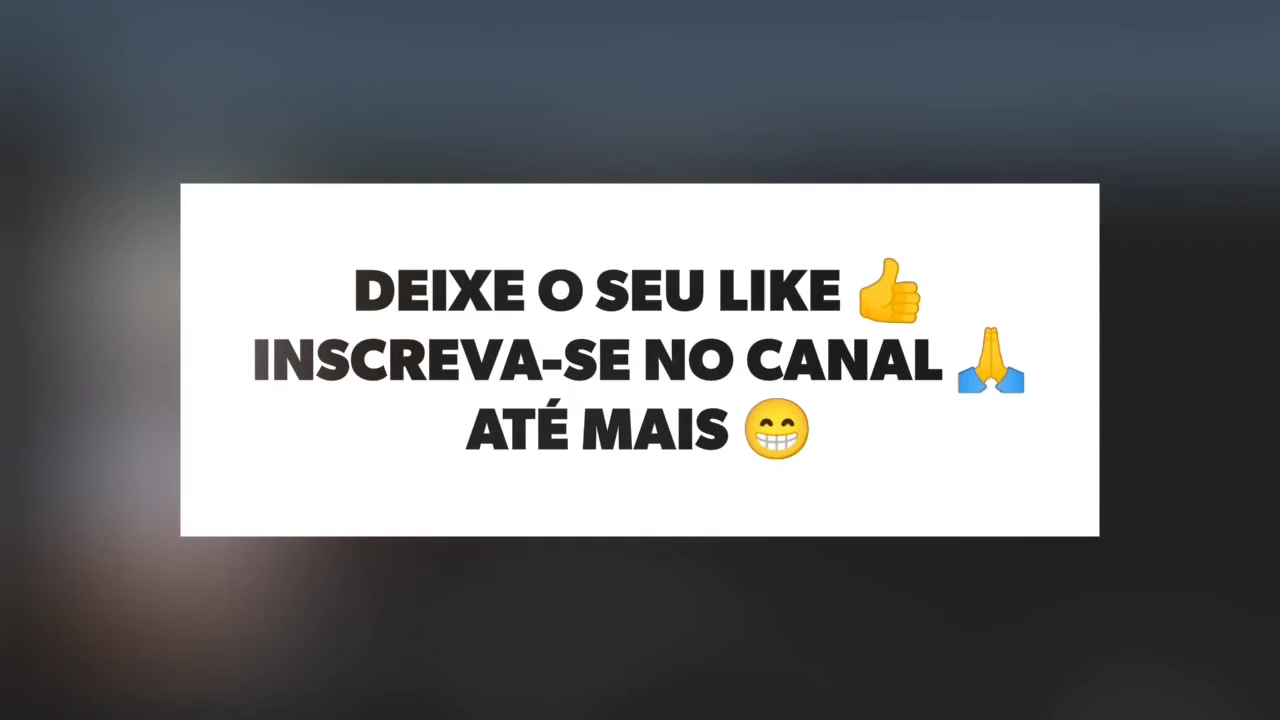 DEIXE O SEU LIKE 👍
INSCREVA-SE NO CANAL 🙏
ATÉ MAIS 😁